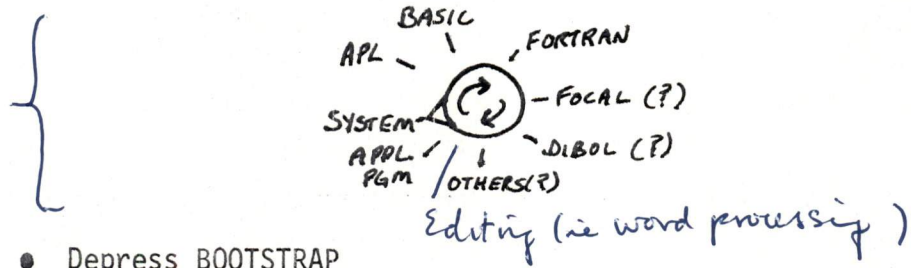 BASIC
APL
FORTRAN
FOCAL (?)
SYSTEM
DIBOL (?)
APPL.
PGM
OTHERS(?)
Editing (ie word processing)
• Depress BOOTSTRAP